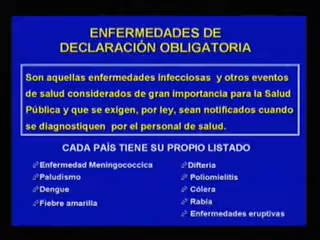 ENFERMEDADES DE
DECLARACIÓN OBLIGATORIA
Son aquellas enfermedades infecciosas y otros eventos
de salud considerados de gran importancia para la Salud
Pública y que se exigen, por ley, sean notificados cuando
se diagnostiquen por el personal de salud.
CADA PAÍS TIENE SU PROPIO LISTADO
Enfermedad Meningococcica
Paludismo
Dengue
Fiebre amarilla
Difteria
Poliomielitis
Cólera
Rabia
Enfermedades eruptivas